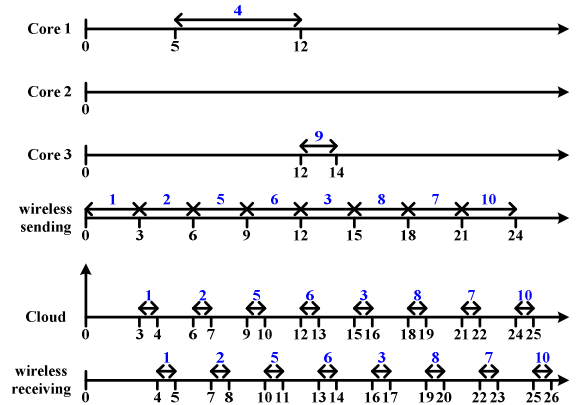 4
Core 1
0 5 12
Core 2
0
9
Core 3
0 12 14
1 2 5 6 3 8 7 10
wireless
sending
0 3 6 9 12 15 18 21 24
1 2 5 6 3 8 7 10
Cloud
0 3 4 6 7 9 10 12 13 15 16 18 19 21 22 24 25
1 2 5 6 3 8 7 10
wireless
receiving
0 4 5 7 8 10 11 13 14 16 17 19 20 22 23 25 26